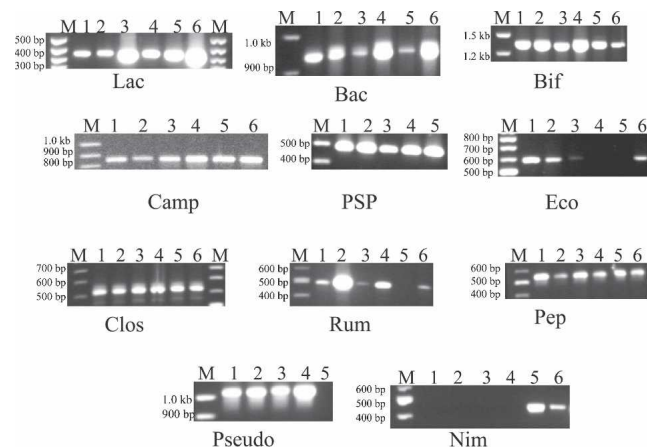 M 1 2 3 4 5 6 M
500 bp
400 bp
300 bp
Lac
M 1 2 3 4 5 6
1.0 kb
900 bp
Bac
M 1 2 3 4 5 6
1.5 kb
1.2 kb
Bif
M 1 2 3 4 5 6
1.0 kb
900 bp
800 bp
Camp
M 1 2 3 4 5
500 bp
400 bp
PSP
M 1 2 3 4 5 6
800 bp
700 bp
600 bp
500 bp
Eco
M 1 2 3 4 5 6 M
700 bp
600 bp
500 bp
Clos
M 1 2 3 4 5 6
600 bp
500 bp
400 bp
Rum
M 1 2 3 4 5 6
600 bp
500 bp
400 bp
Pep
M 1 2 3 4 5
1.0 kb
900 bp
Pseudo
M 1 2 3 4 5 6
600 bp
500 bp
400 bp
Nim